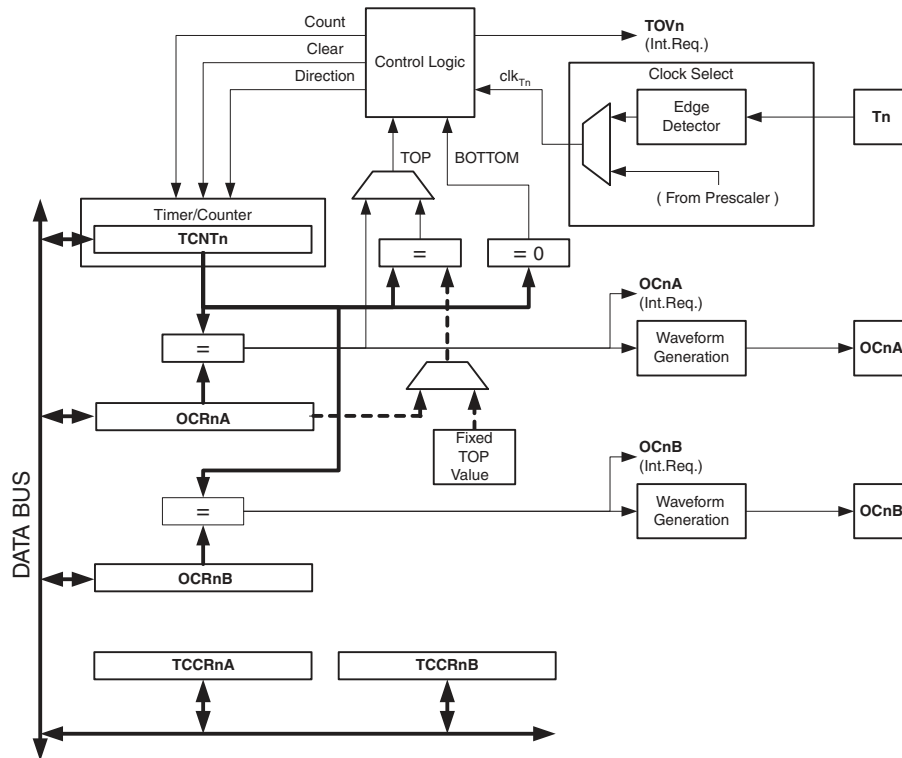 Count
Clear
Direction
Control Logic
TOVn
(Int.Req.)
clkTn
Clock Select
Edge
Detector
Tn
( From Prescaler )
TOP
BOTTOM
Timer/Counter
TCNTn
=
= 0
OCnA
(Int.Req.)
=
Waveform
Generation
OCnA
OCRnA
Fixed
TOP
Value
OCnB
(Int.Req.)
=
Waveform
Generation
OCnB
OCRnB
DATA BUS
TCCRnA
TCCRnB